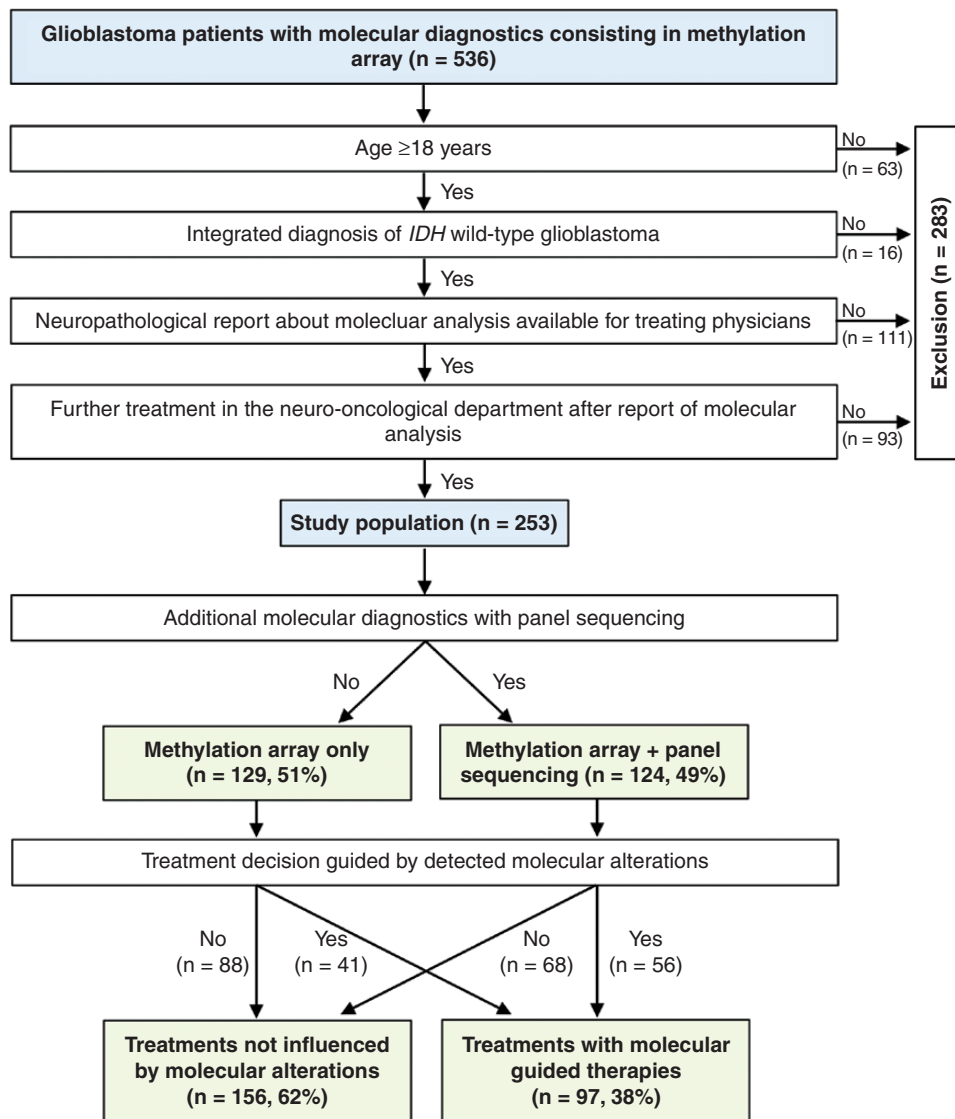 Glioblastoma patients with molecular diagnostics consisting in methylation
array (n = 536)
Age ≥18 years
No
(n = 63)
Yes
Integrated diagnosis of IDH wild-type glioblastoma
No
(n = 16)
Yes
Neuropathological report about molecluar analysis available for treating physicians
No
(n = 111)
Yes
Further treatment in the neuro-oncological department after report of molecular
analysis
No
(n = 93)
Exclusion (n = 283)
Yes
Study population (n = 253)
Additional molecular diagnostics with panel sequencing
No
Yes
Methylation array only
(n = 129, 51%)
Methylation array + panel
sequencing (n = 124, 49%)
Treatment decision guided by detected molecular alterations
No
(n = 88)
Yes
(n = 41)
No
(n = 68)
Yes
(n = 56)
Treatments not influenced
by molecular alterations
(n = 156, 62%)
Treatments with molecular
guided therapies
(n = 97, 38%)